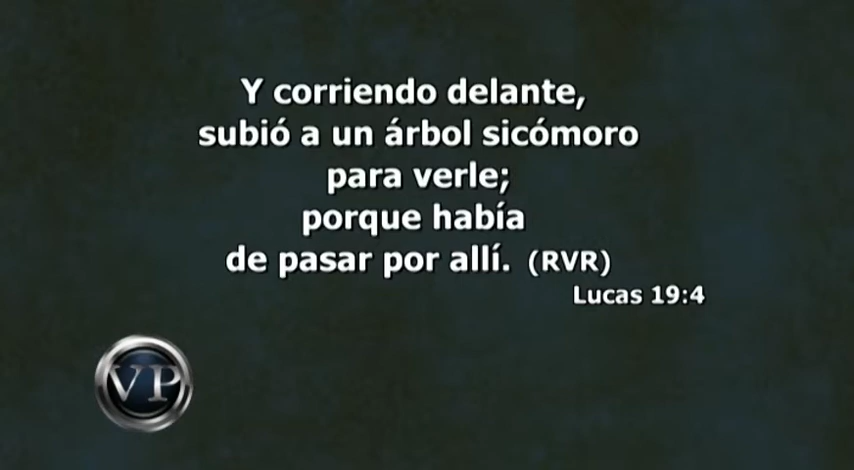 Y corriendo delante,
subió a un árbol sicómoro
para verle;
porque había
de pasar por allí. (RVR)
Lucas 19:4
VP